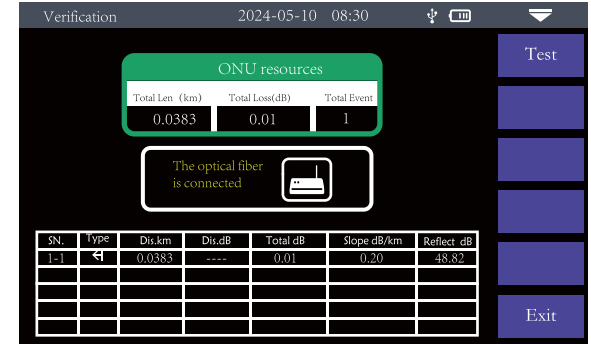 Verification 2024-05-10 08:30
Test
ONU resources
Total Len (km) Total Loss(dB) Total Event
0.0383 0.01 1
The optical fiber
is connected
SN. Type Dis.km Dis.dB Total dB Slope dB/km Reflect dB
1-1 0.0383 ---- 0.01 0.20 48.82
Exit